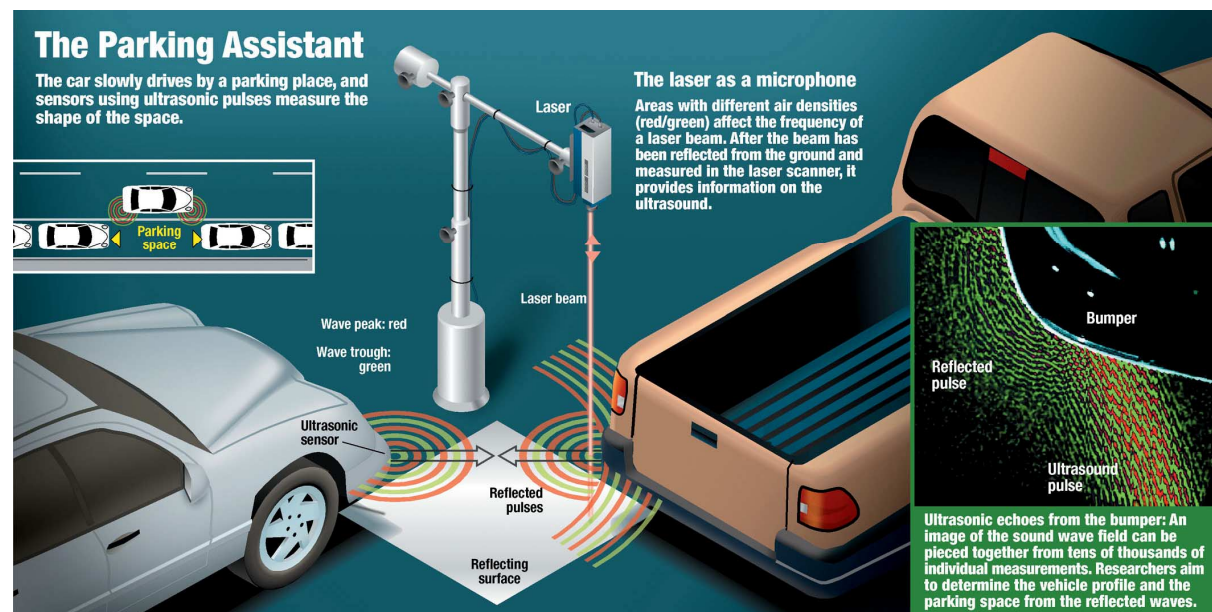 The Parking Assistant
The car slowly drives by a parking place, and
sensors using ultrasonic pulses measure the
shape of the space.
Parking
space
Laser
The laser as a microphone
Areas with different air densities
(red/green) affect the frequency of
a laser beam. After the beam has
been reflected from the ground and
measured in the laser scanner, it
provides information on the
ultrasound.
Laser beam
Wave peak: red
Wave trough:
green
Ultrasonic
sensor
Reflected
pulses
Reflecting
surface
Bumper
Reflected
pulse
Ultrasound
pulse
Ultrasonic echoes from the bumper: An
image of the sound wave field can be
pieced together from tens of thousands of
individual measurements. Researchers aim
to determine the vehicle profile and the
parking space from the reflected waves.